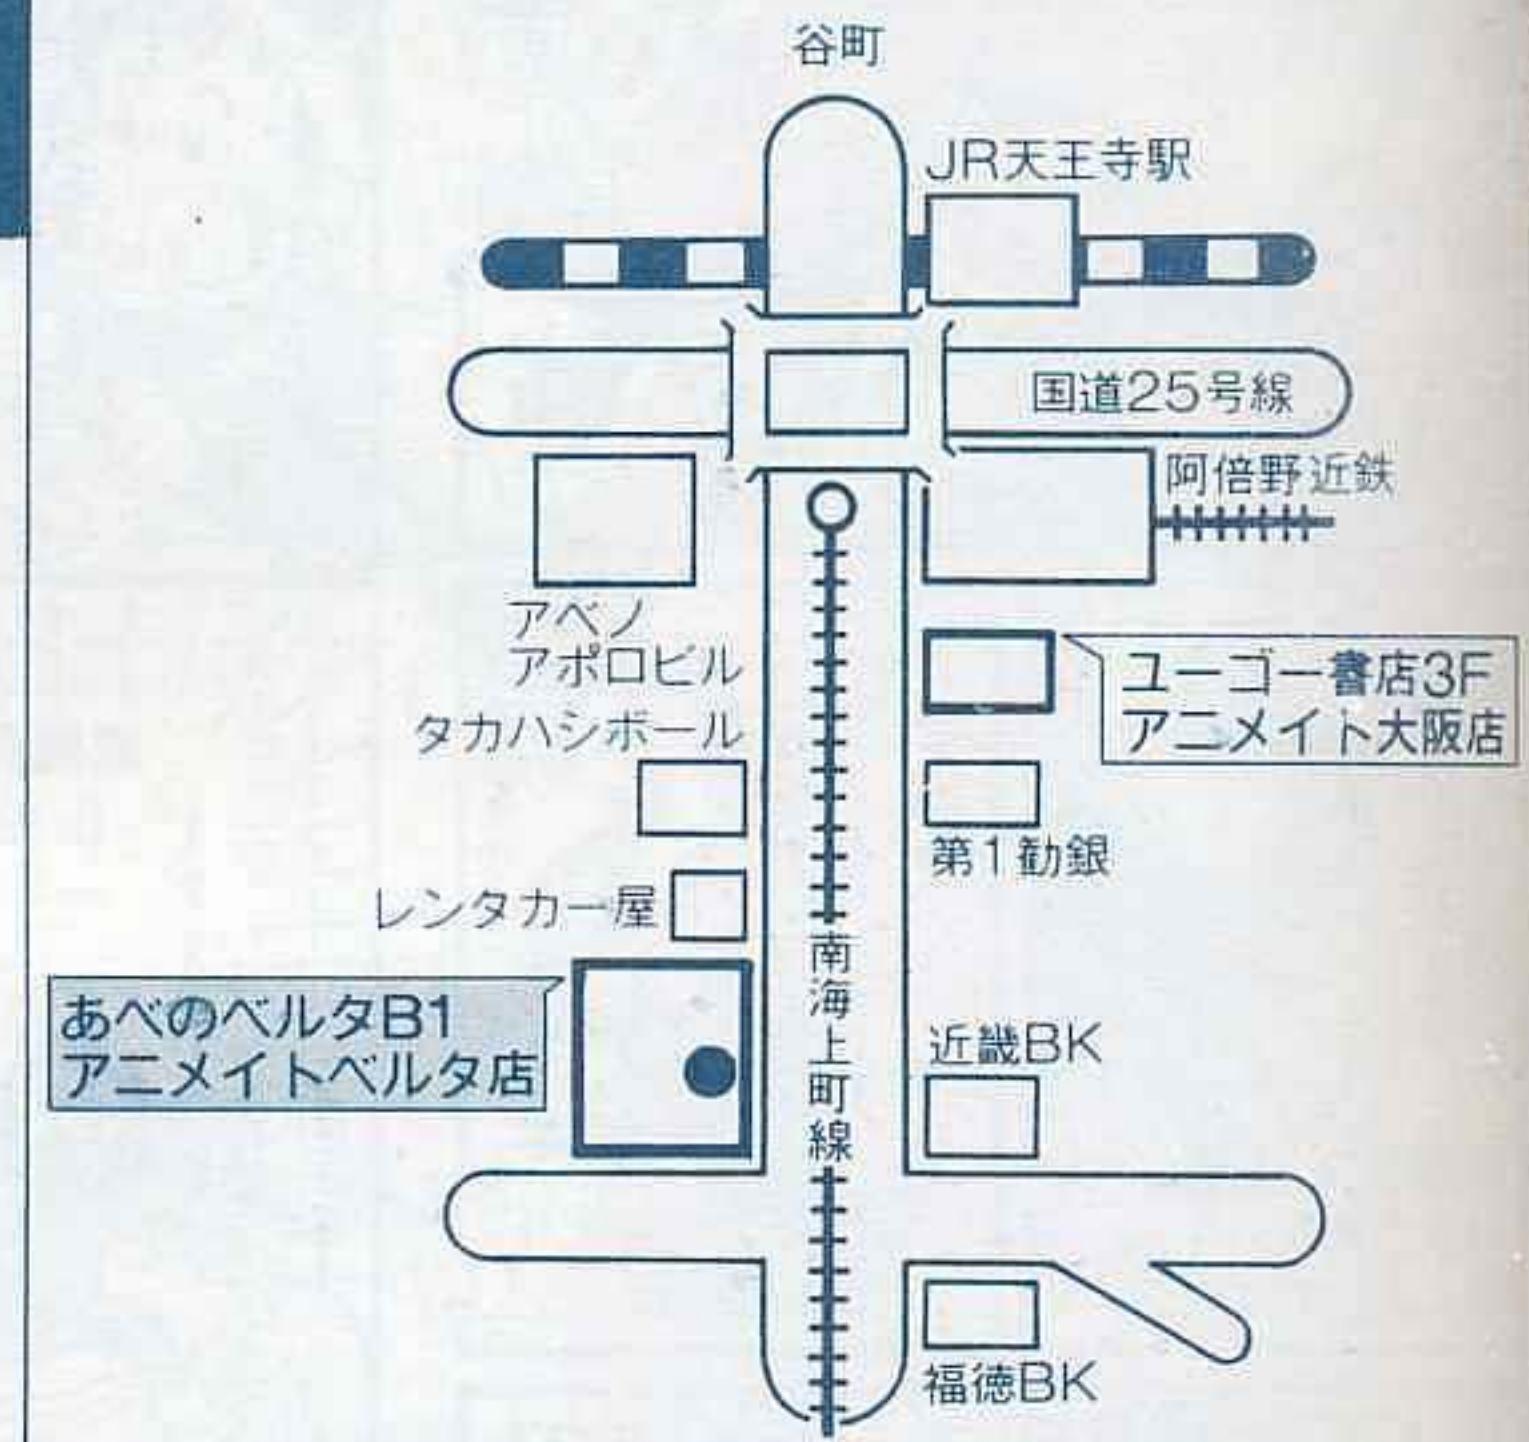 谷町
JR天王寺駅
国道25号線
阿倍野近鉄
アベノ
アポロビル
ユーゴー書店3F
アニメイト大阪店
タカハシボール
第1勧銀
レンタカー屋
南海上町線
あべのベルタB1
アニメイトベルタ店
近畿BK
福徳BK